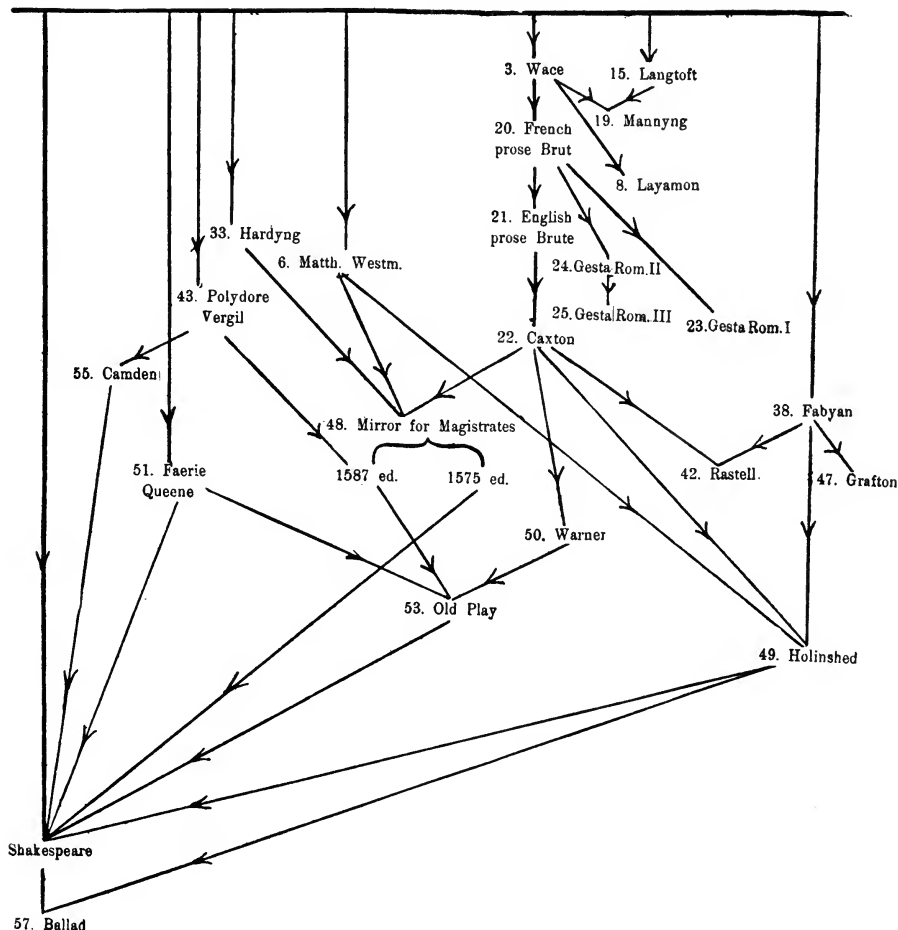 3. Wace
15. Langtoft
19. Mannyng
20. French
prose Brut
8. Layamon
21. English
prose Brute
33. Hardyng
6. Matth. Westm.
24. Gesta Rom. II
43. Polydore
Vergil
25. Gesta Rom. III
23. Gesta Rom. I
22. Caxton
55. Camden
38. Fabyan
48. Mirror for Magistrates
51. Faerie
Queene
1587 ed.
1575 ed.
42. Rastell.
47. Grafton
50. Warner
53. Old Play
49. Holinshed
Shakespeare
57. Ballad